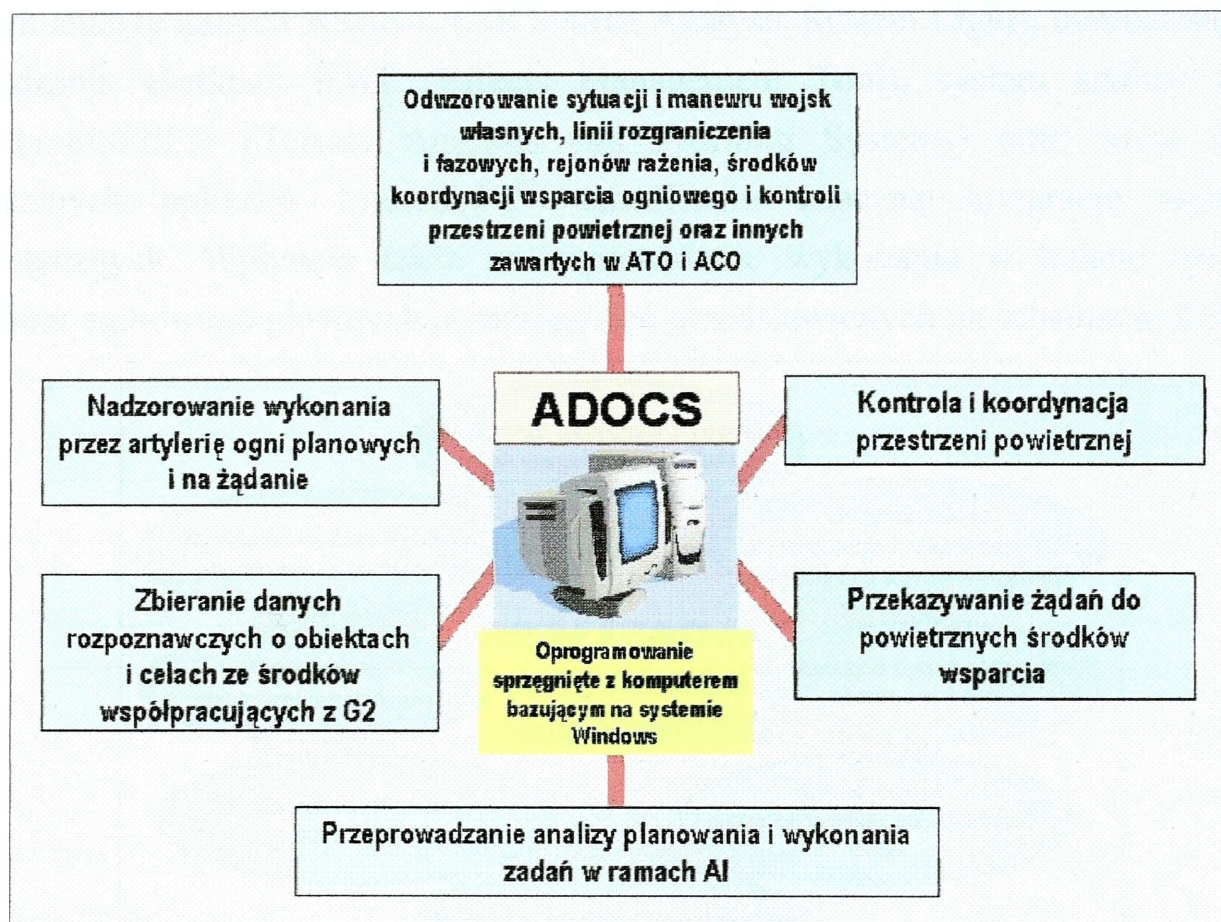 Odwzorowanie sytuacji i manewru wojsk
własnych, linii rozgraniczenia
i fazowych, rejonów rażenia, środków
koordynacji wsparcia ogniowego i kontroli
przestrzeni powietrznej oraz innych
zawartych w ATO i ACO
Nadzorowanie wykonania
przez artylerię ogni planowych
i na żądanie
ADOCS
Kontrola i koordynacja
przestrzeni powietrznej
Zbieranie danych
rozpoznawczych o obiektach
i celach ze środków
współpracujących z G2
Oprogramowanie
sprzęgnięte z komputerem
bazującym na systemie
Windows
Przekazywanie żądań do
powietrznych środków
wsparcia
Przeprowadzanie analizy planowania i wykonania
zadań w ramach AI